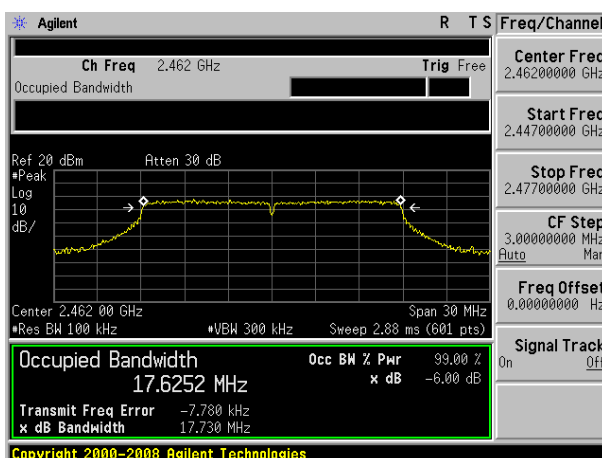 Agilent R T S Freq/Channel
Ch Freq 2.462 GHz Trig Free
Occupied Bandwidth
Center Freq
2.46200000 GHz
Start Freq
2.44700000 GHz
Stop Freq
2.47700000 GHz
CF Step
3.00000000 MHz
Auto Man
Freq Offset
0.00000000 Hz
Signal Track
On Off
Ref 20 dBm Atten 30 dB
#Peak
Log
10
dB/
Center 2.462 00 GHz Span 30 MHz
#Res BW 100 kHz #VBW 300 kHz Sweep 2.88 ms (601 pts)
Occupied Bandwidth Occ BW % Pwr 99.00 %
17.6252 MHz x dB -6.00 dB
Transmit Freq Error -7.780 kHz
x dB Bandwidth 17.730 MHz
Copyright 2000-2008 Agilent Technologies